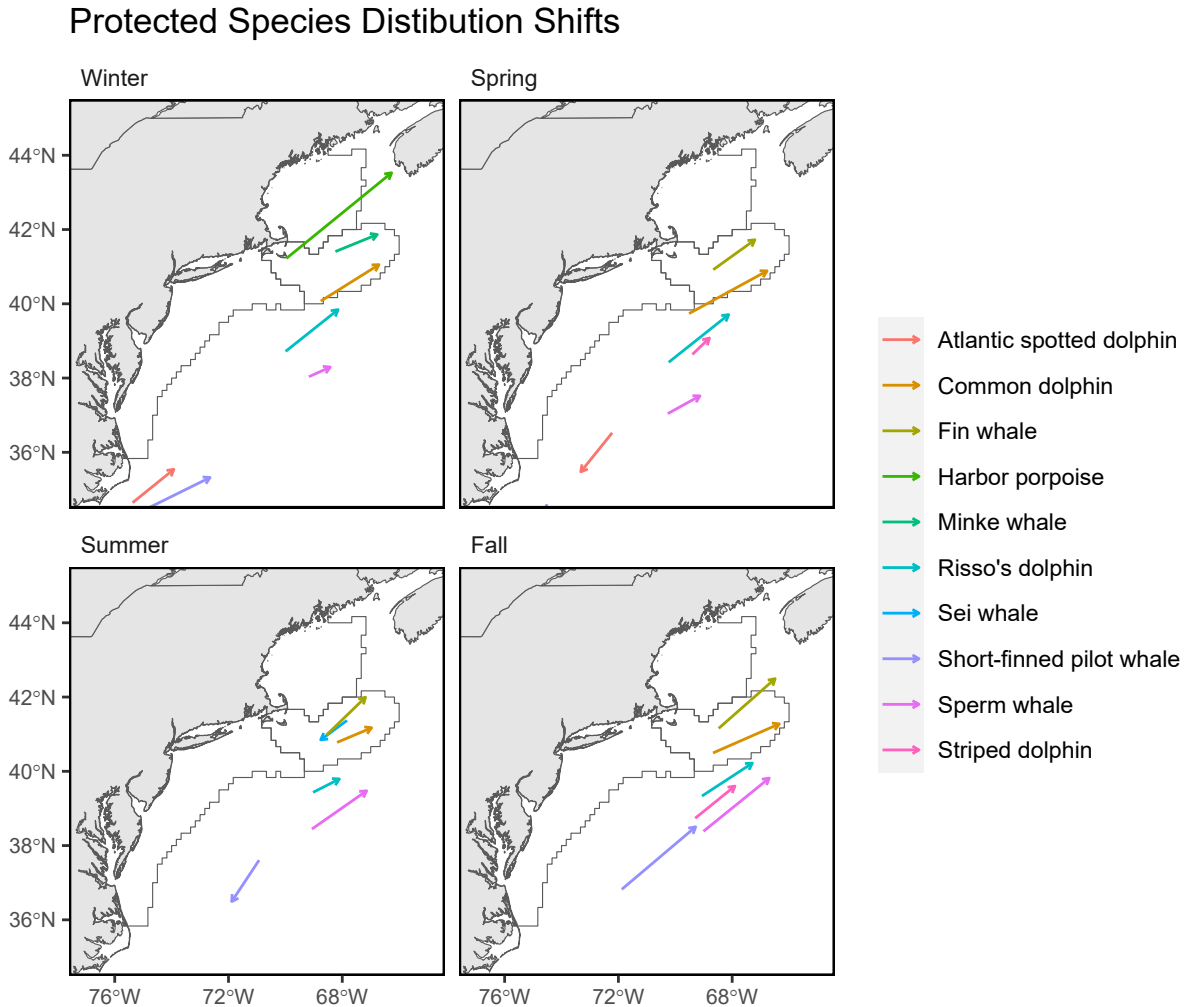 Protected Species Distibution Shifts
Winter
Spring
44°N
42°N
40°N
38°N
36°N
Summer
Fall
44°N
42°N
40°N
38°N
36°N
76°W
72°W
68°W
76°W
72°W
68°W
Atlantic spotted dolphin
Common dolphin
Fin whale
Harbor porpoise
Minke whale
Risso's dolphin
Sei whale
Short-finned pilot whale
Sperm whale
Striped dolphin